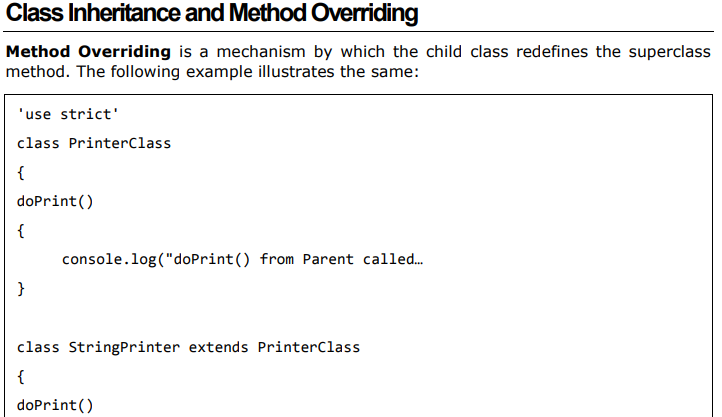 Class Inheritance and Method Overriding
Method Overriding is a mechanism by which the child class redefines the superclass
method. The following example illustrates the same:
'use strict'
class PrinterClass
{
doPrint()
{
console.log("doPrint() from Parent called…
}
class StringPrinter extends PrinterClass
{
doPrint()